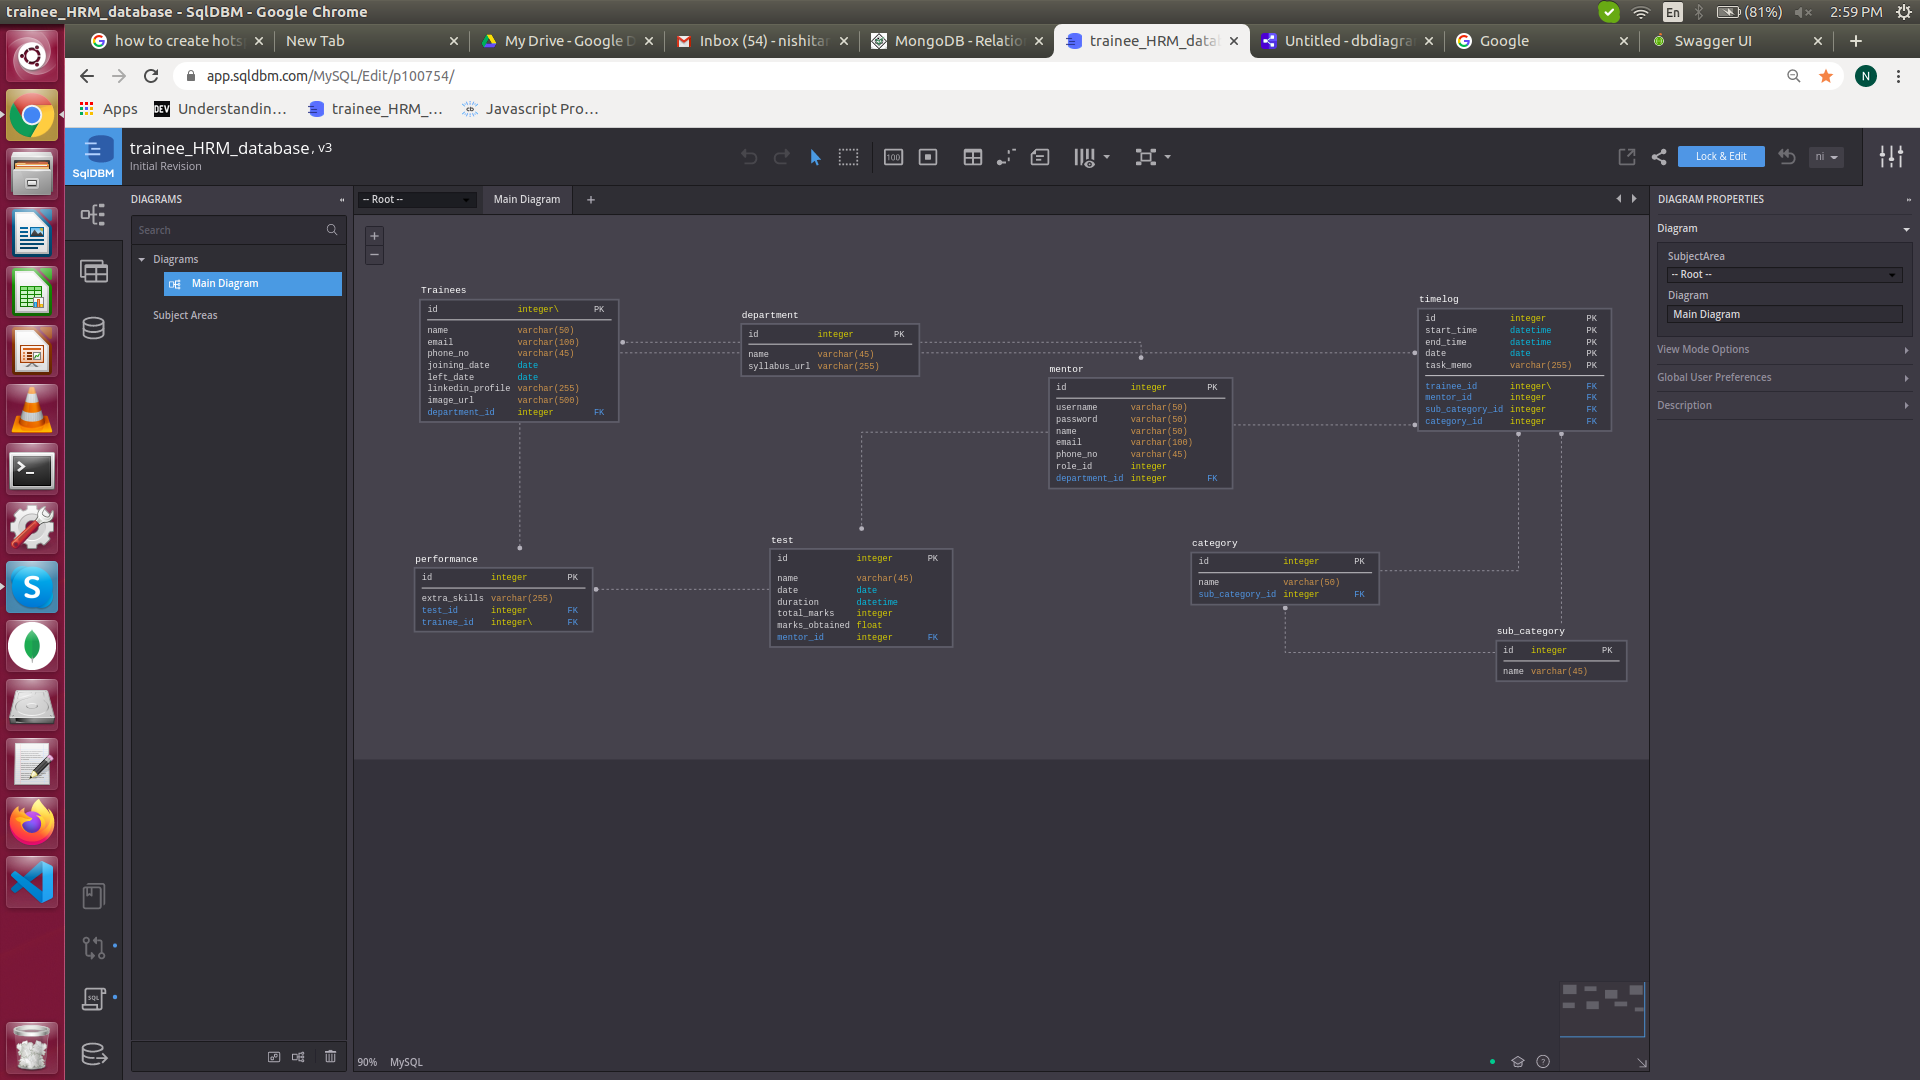 trainee_HRM_database - SqlDBM - Google Chrome
En
(81%)
2:59 PM
how to create hots
New Tab
My Drive - Google D
Inbox (54) - nishitar
MongoDB - Relatio
trainee_HRM_datab
Untitled - dbdiagra
Google
Swagger UI
app.sqldbm.com/MySQL/Edit/p100754/
N
Apps
DEV
Understandin...
trainee_HRM_...
cb
Javascript Pro...
SqlDBM
trainee_HRM_database, v3
Initial Revision
100
Lock & Edit
ni
DIAGRAMS
Search
Diagrams
Main Diagram
Subject Areas
-- Root --
Main Diagram
+
Trainees
id integer\ PK
name varchar(50)
email varchar(100)
phone_no varchar(45)
joining_date date
left_date date
linkedin_profile varchar(255)
image_url varchar(500)
department_id integer FK
department
id integer PK
name varchar(45)
syllabus_url varchar(255)
mentor
id integer PK
username varchar(50)
password varchar(50)
name varchar(50)
email varchar(100)
phone_no varchar(45)
role_id integer
department_id integer FK
timelog
id integer PK
start_time datetime PK
end_time datetime PK
date date PK
task_memo varchar(255) PK
trainee_id integer\ FK
mentor_id integer FK
sub_category_id integer FK
category_id integer FK
performance
id integer PK
extra_skills varchar(255)
test_id integer FK
trainee_id integer\ FK
test
id integer PK
name varchar(45)
date date
duration datetime
total_marks integer
marks_obtained float
mentor_id integer FK
category
id integer PK
name varchar(50)
sub_category_id integer FK
sub_category
id integer PK
name varchar(45)
DIAGRAM PROPERTIES
Diagram
SubjectArea
-- Root --
Diagram
Main Diagram
View Mode Options
Global User Preferences
Description
SQL
90% MySQL